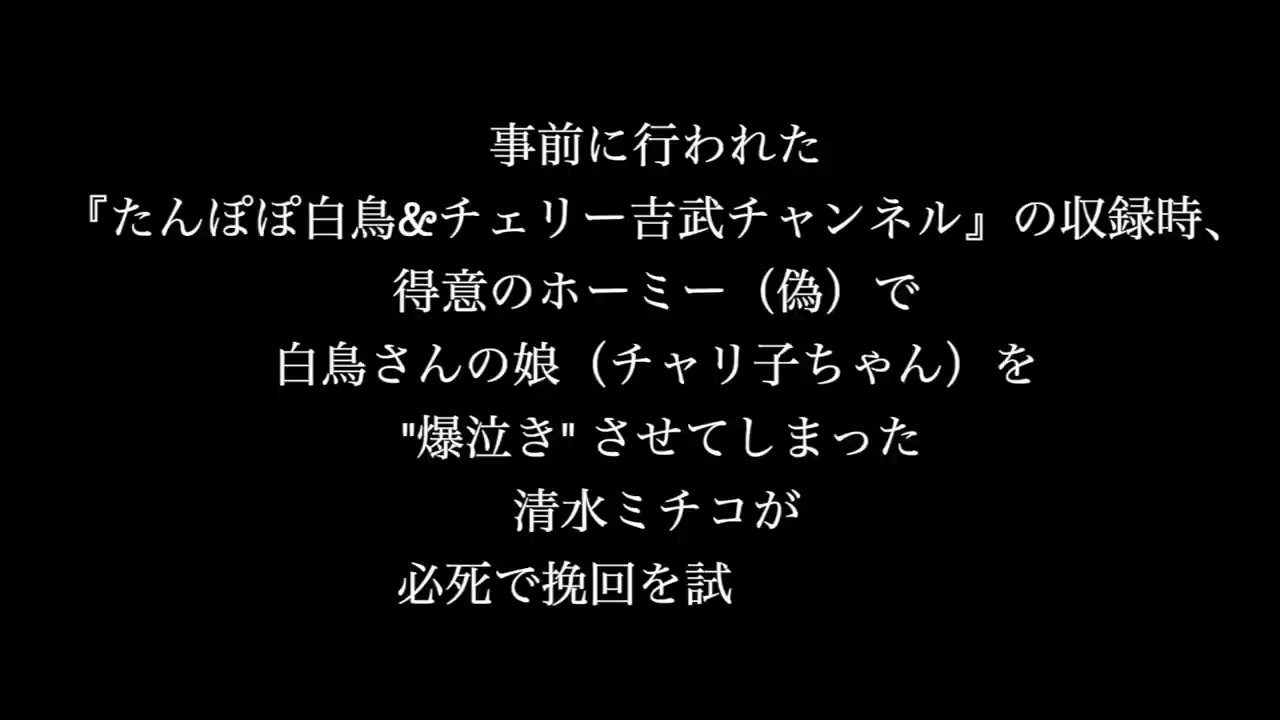 事前に行われた
『たんぽぽ白鳥&チェリー吉武チャンネル』の収録時、
得意のホーミー（偽）で
白鳥さんの娘（チャリ子ちゃん）を
"爆泣き" させてしまった
清水ミチコが
必死で挽回を試